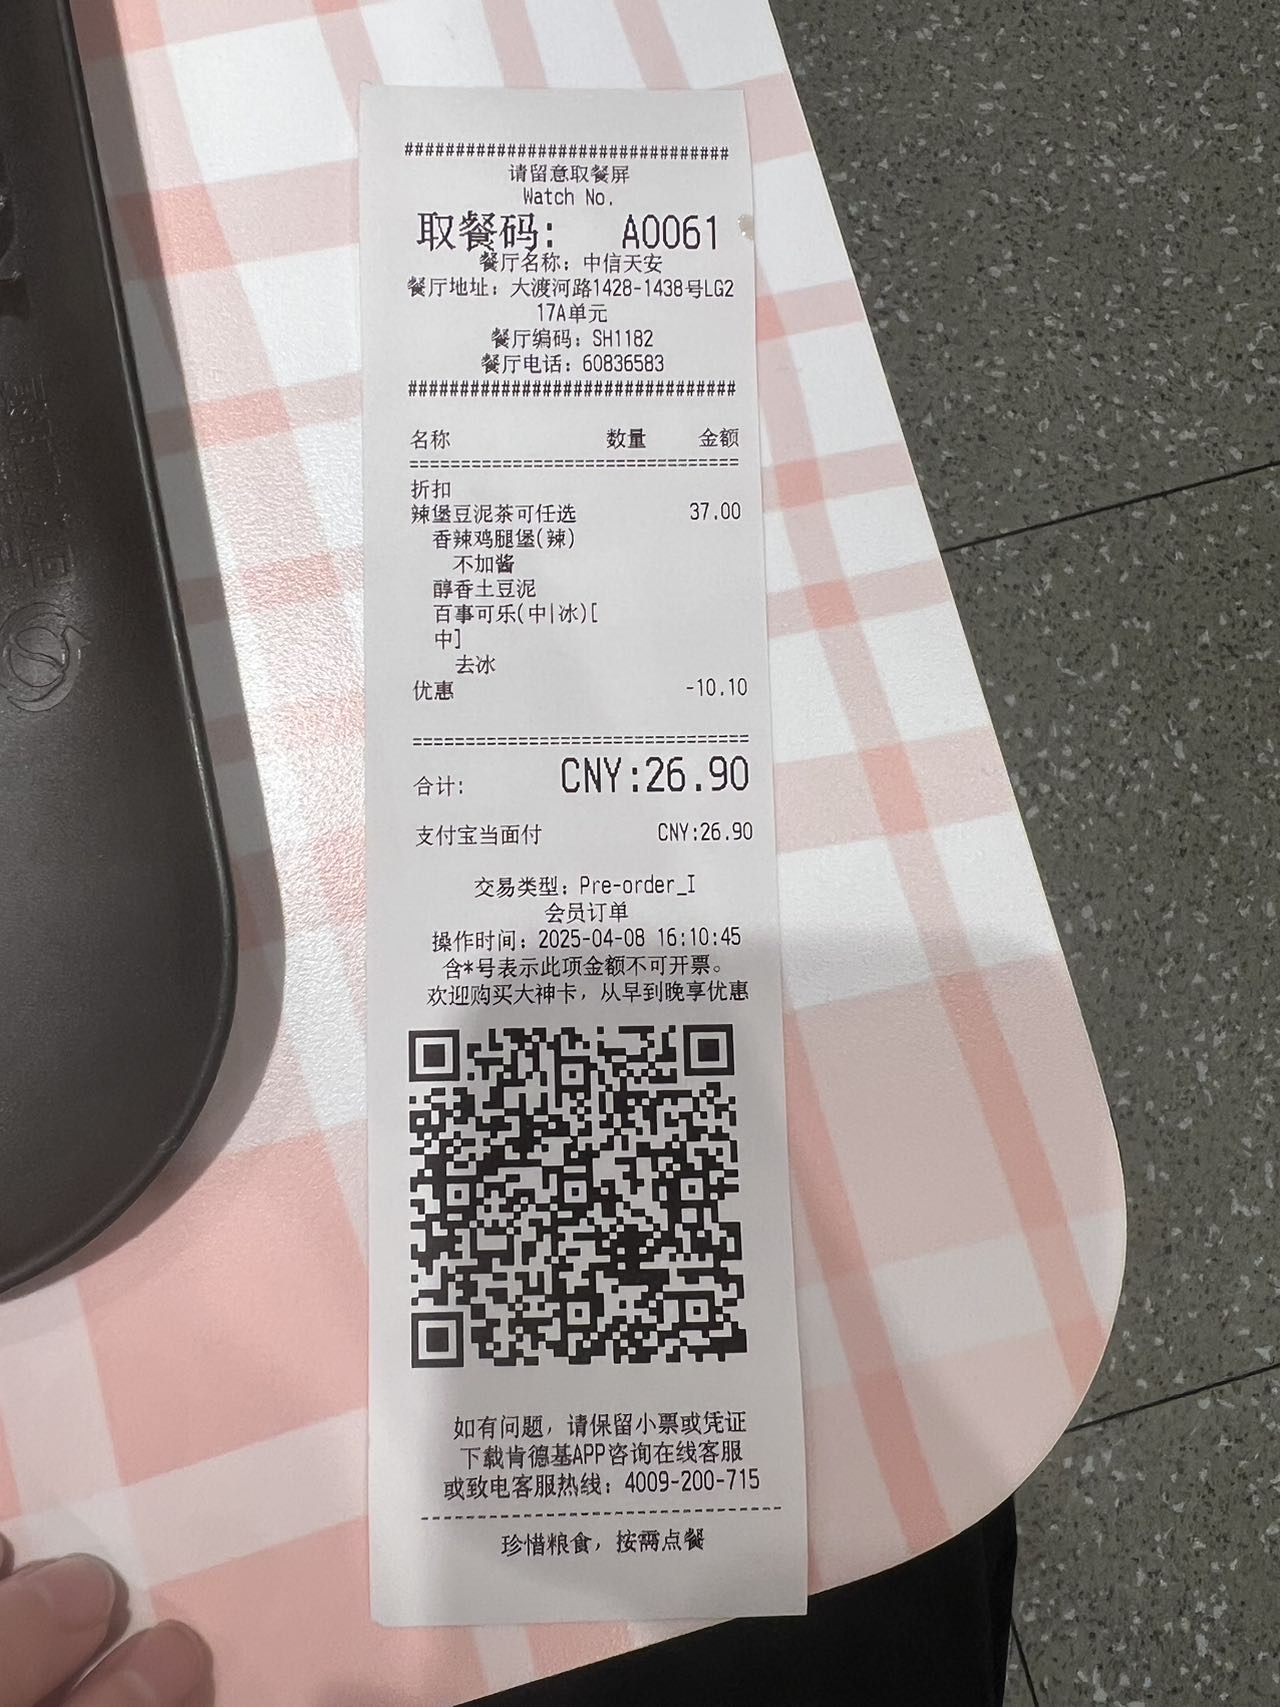 ################################
请留意取餐屏
Watch No.
取餐码： A0061
餐厅名称：中信天安
餐厅地址：大渡河路1428-1438号LG2
17A单元
餐厅编码：SH1182
餐厅电话：60836583
################################
名称 数量 金额
================================
折扣
辣堡豆泥茶可任选 37.00
香辣鸡腿堡(辣)
不加酱
醇香土豆泥
百事可乐(中|冰)[
中]
去冰
优惠 -10.10
================================
合计: CNY:26.90
支付宝当面付 CNY:26.90
交易类型：Pre-order_I
会员订单
操作时间：2025-04-08 16:10:45
含*号表示此项金额不可开票。
欢迎购买大神卡，从早到晚享优惠
如有问题，请保留小票或凭证
下载肯德基APP咨询在线客服
或致电客服热线：4009-200-715
--------------------------------
珍惜粮食，按需点餐